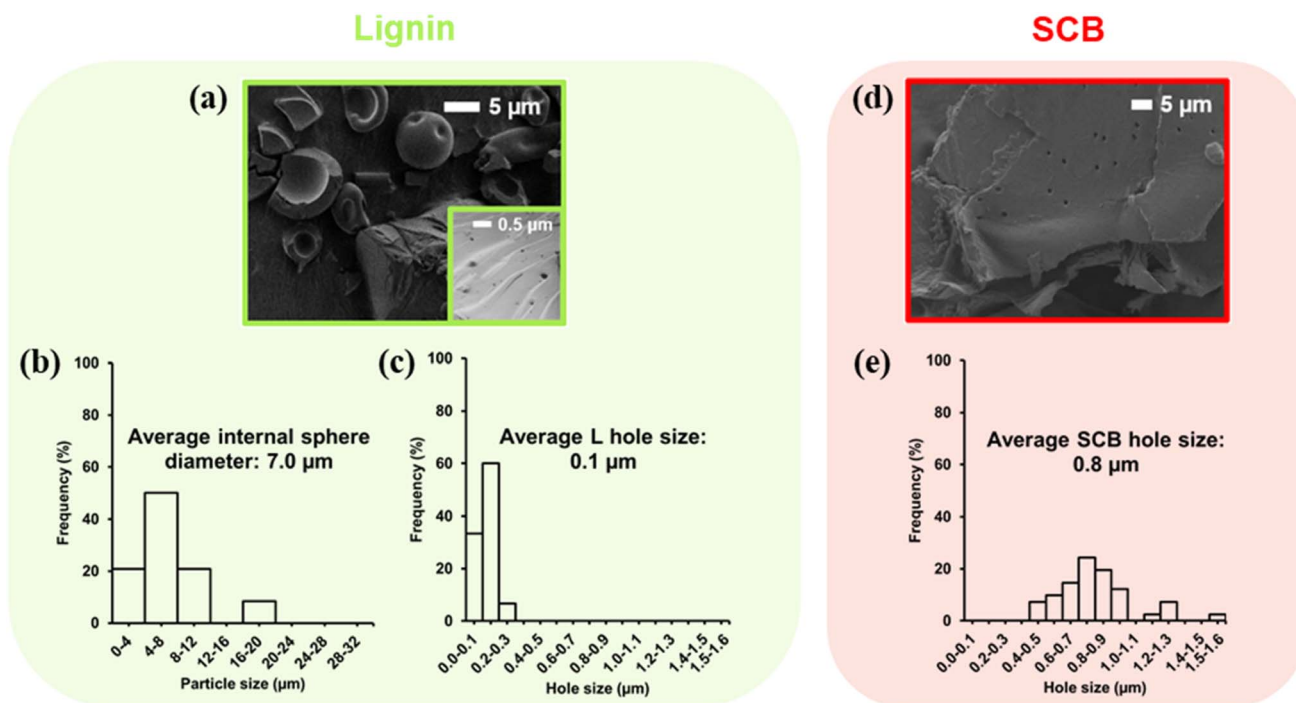 Lignin
SCB
(a)
5 µm
0.5 µm
(d)
5 µm
(b)
100
80
60
40
20
0
Frequency (%)
Average internal sphere
diameter: 7.0 µm
0-4
4-8
8-12
12-16
16-20
20-24
24-28
28-32
Particle size (µm)
(c)
100
80
60
40
20
0
Frequency (%)
Average L hole size:
0.1 µm
0.0-0.1
0.2-0.3
0.4-0.5
0.6-0.7
0.8-0.9
1.0-1.1
1.2-1.3
1.4-1.5
1.5-1.6
Hole size (µm)
(e)
100
80
60
40
20
0
Frequency (%)
Average SCB hole size:
0.8 µm
0.0-0.1
0.2-0.3
0.4-0.5
0.6-0.7
0.8-0.9
1.0-1.1
1.2-1.3
1.4-1.5
1.5-1.6
Hole size (µm)